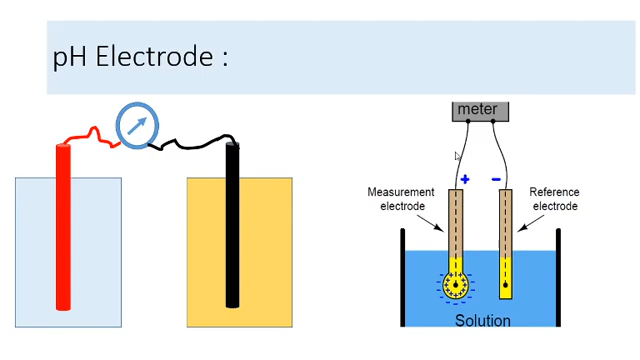 pH Electrode :
meter
+
−
Measurement
electrode
Reference
electrode
Solution